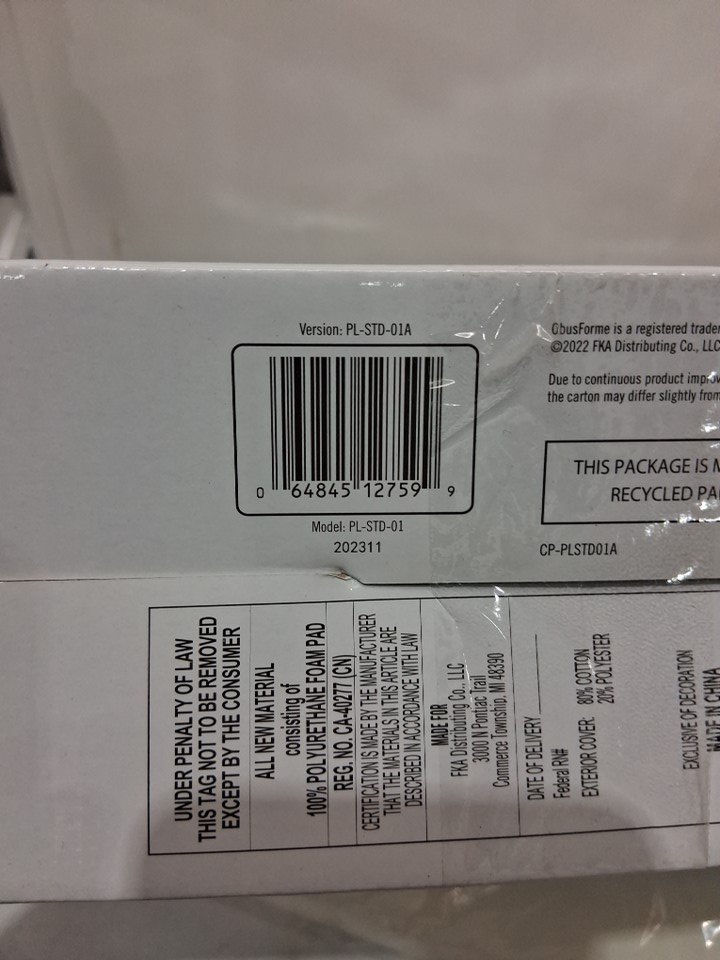 Version: PL-STD-01A
0 64845 12759 9
Model: PL-STD-01
202311
ObusForme is a registered
©2022 FKA Distributing Co., LLC
Due to continuous product
the carton may differ slightly from
THIS PACKAGE IS
RECYCLED
CP-PLSTD01A
UNDER PENALTY OF LAW
THIS TAG NOT TO BE REMOVED
EXCEPT BY THE CONSUMER
ALL NEW MATERIAL
consisting of
100% POLYURETHANE FOAM PAD
REG. NO. CA-40277 (CN)
CERTIFICATION IS MADE BY THE MANUFACTURER
THAT THE MATERIALS IN THIS ARTICLE ARE
DESCRIBED IN ACCORDANCE WITH LAW
MADE FOR
FKA Distributing Co., LLC
3000 N Pontiac Trail
Commerce Township, MI 48390
DATE OF DELIVERY
Federal RN#
EXTERIOR COVER: 80% COTTON
20% POLYESTER
EXCLUSIVE OF DECORATION
MADE IN CHINA